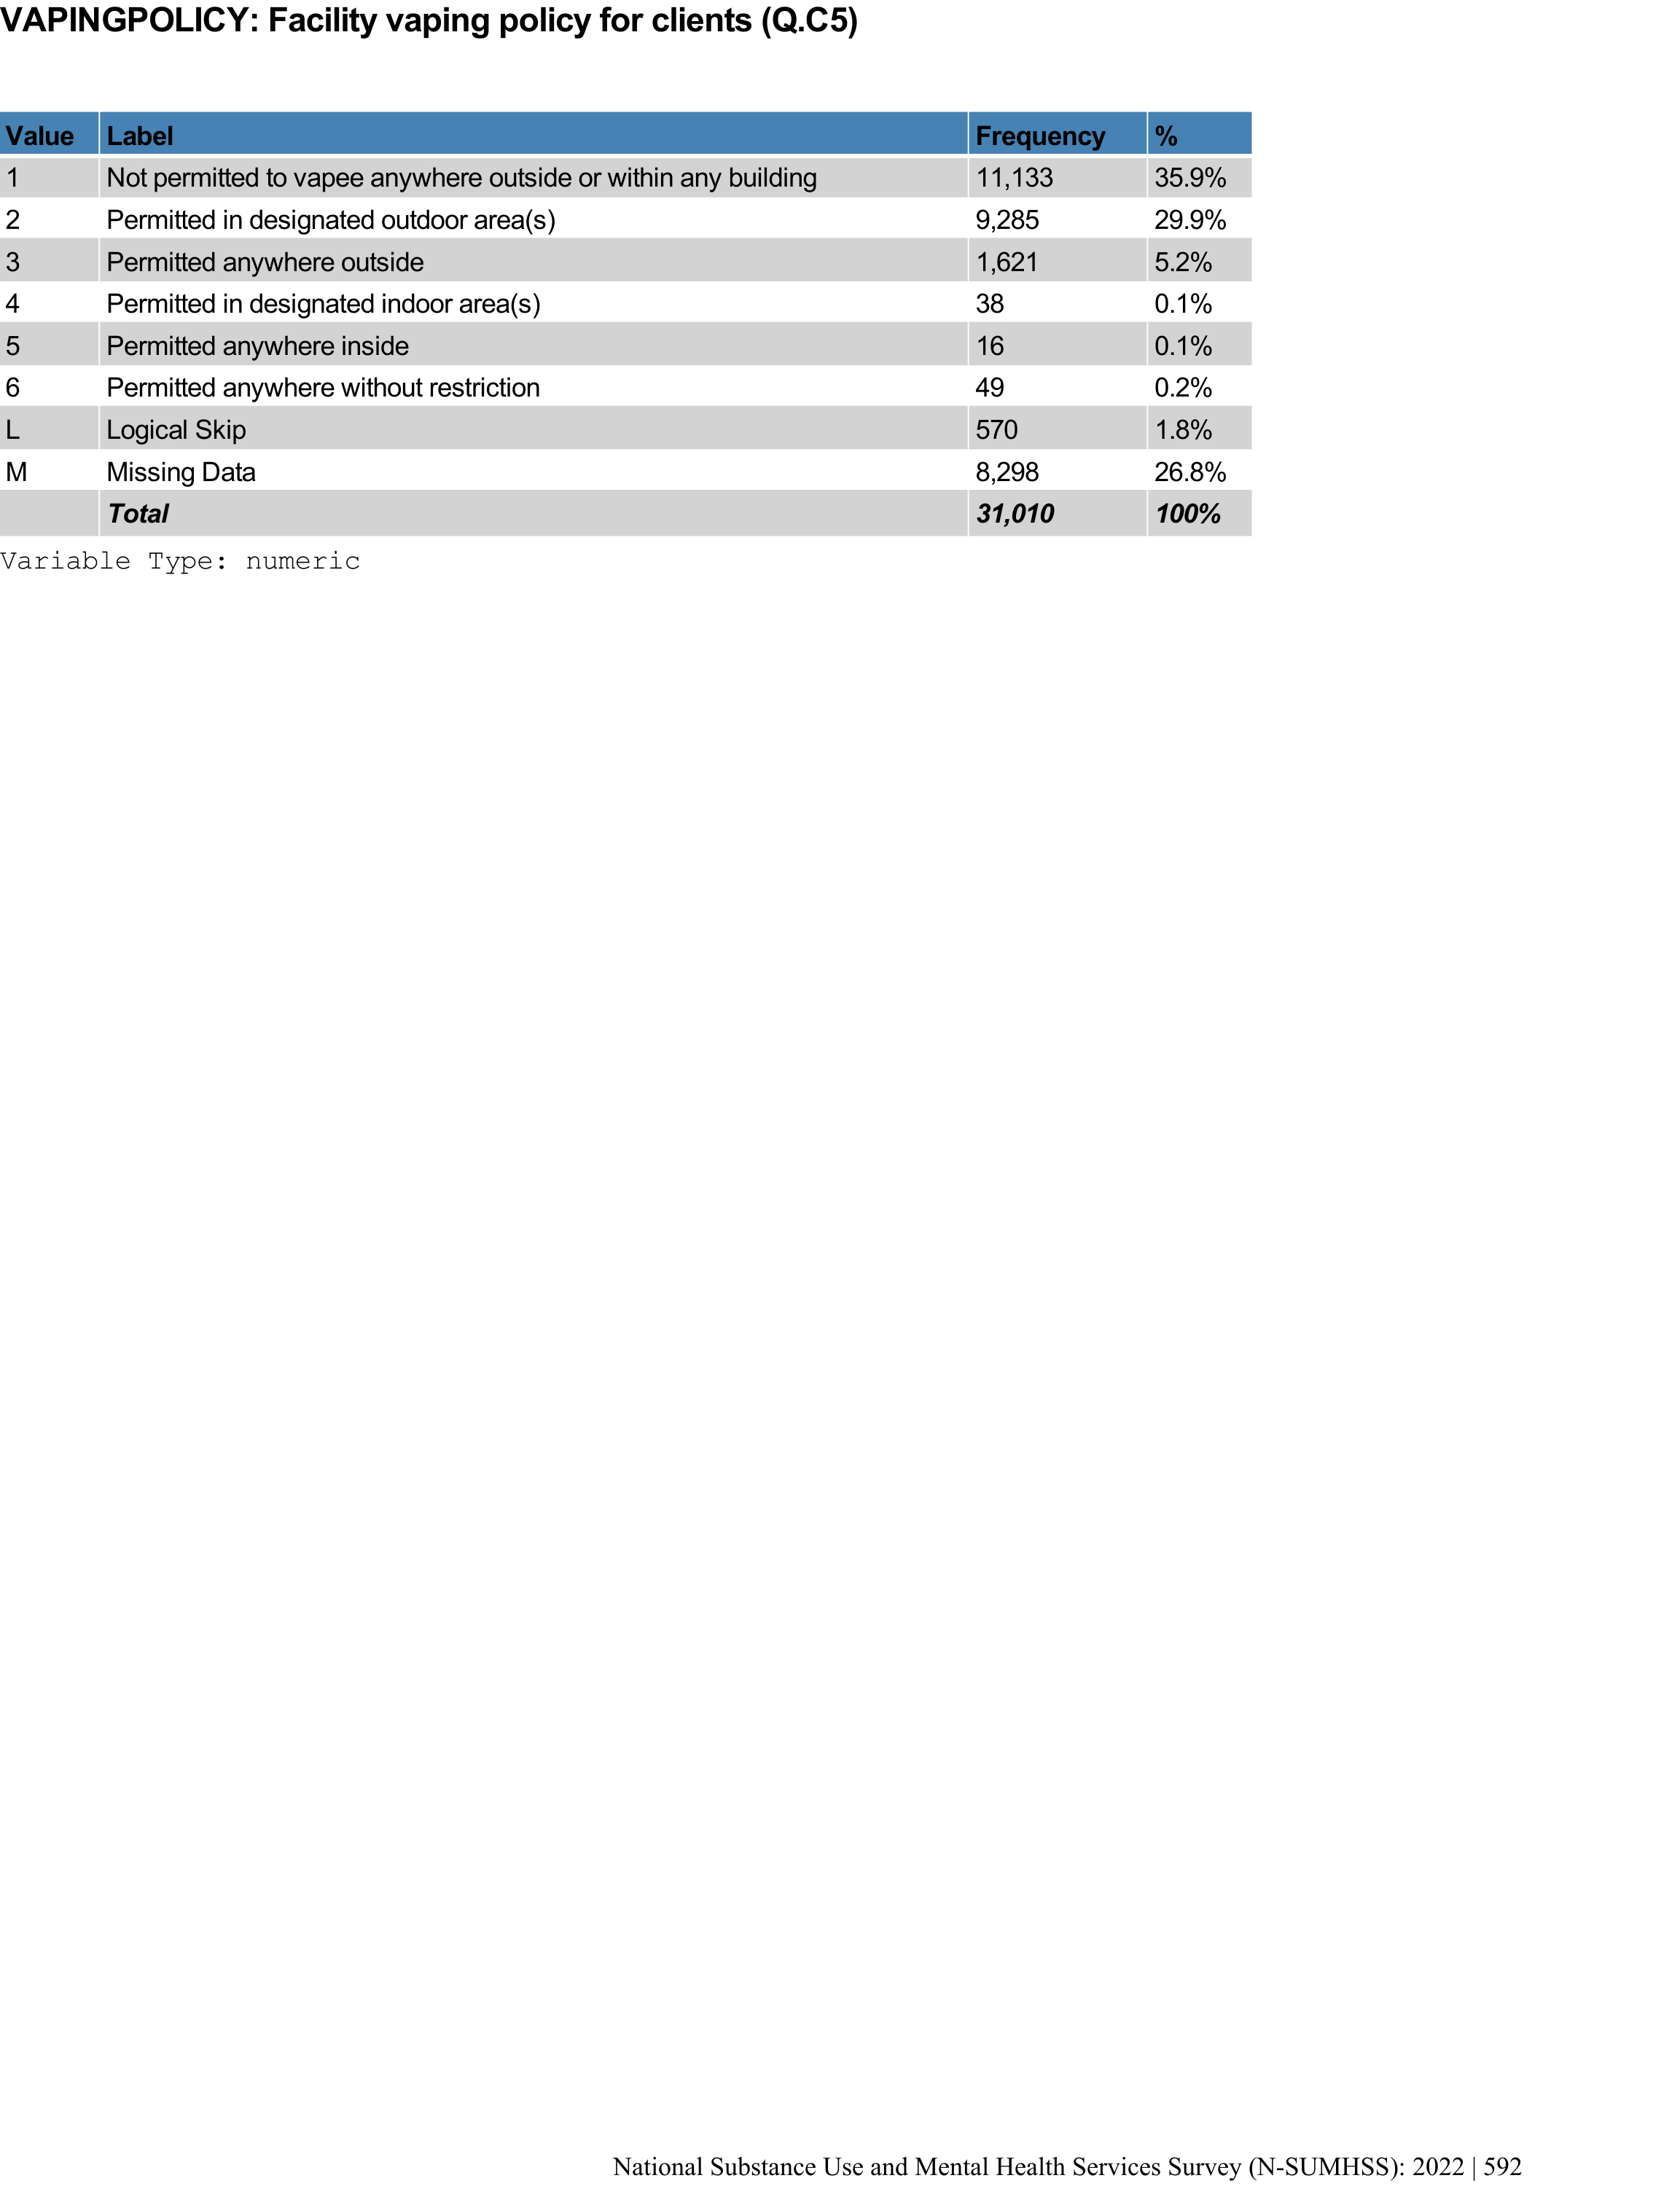 VAPINGPOLICY: Facility vaping policy for clients (Q.C5)
Value Label Frequency %
1 Not permitted to vapee anywhere outside or within any building 11,133 35.9%
2 Permitted in designated outdoor area(s) 9,285 29.9%
3 Permitted anywhere outside 1,621 5.2%
4 Permitted in designated indoor area(s) 38 0.1%
5 Permitted anywhere inside 16 0.1%
6 Permitted anywhere without restriction 49 0.2%
L Logical Skip 570 1.8%
M Missing Data 8,298 26.8%
Total 31,010 100%
Variable Type: numeric
National Substance Use and Mental Health Services Survey (N-SUMHSS): 2022 | 592